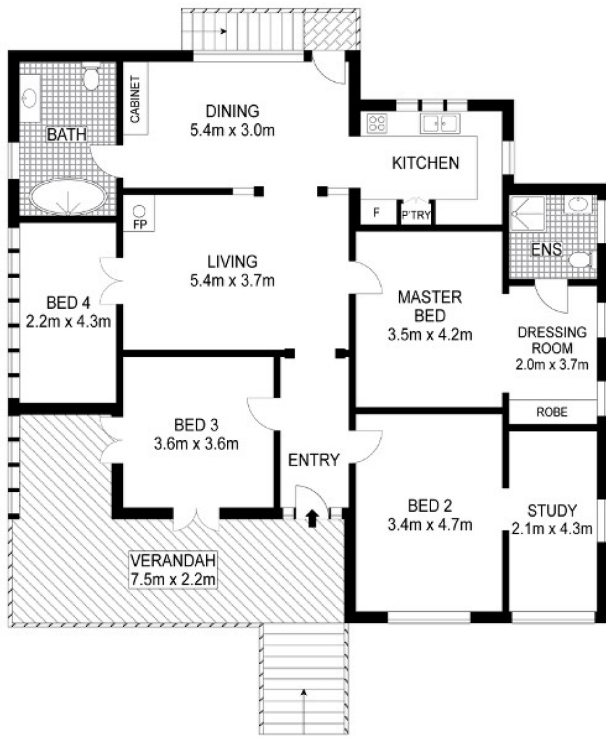 CABINET
DINING
5.4m x 3.0m
BATH
KITCHEN
F
P'TRY
FP
LIVING
5.4m x 3.7m
ENS
BED 4
2.2m x 4.3m
MASTER
BED
3.5m x 4.2m
DRESSING
ROOM
2.0m x 3.7m
ROBE
BED 3
3.6m x 3.6m
ENTRY
BED 2
3.4m x 4.7m
STUDY
2.1m x 4.3m
VERANDAH
7.5m x 2.2m